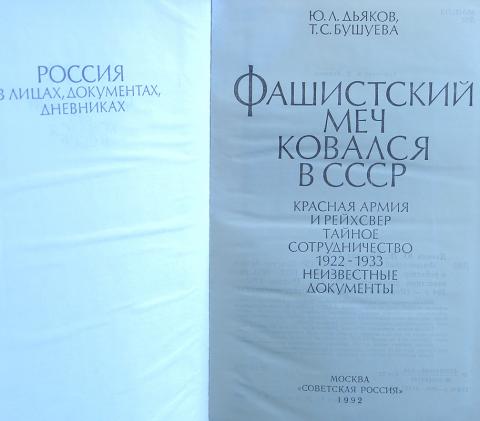 РОССИЯ
В ЛИЦАХ, ДОКУМЕНТАХ,
ДНЕВНИКАХ
Ю. Л. ДЬЯКОВ,
Т. С. БУШУЕВА
ФАШИСТСКИЙ
МЕЧ
КОВАЛСЯ
В СССР
КРАСНАЯ АРМИЯ
И РЕЙХСВЕР
ТАЙНОЕ
СОТРУДНИЧЕСТВО
1922-1933
НЕИЗВЕСТНЫЕ
ДОКУМЕНТЫ
МОСКВА
«СОВЕТСКАЯ РОССИЯ»
1992